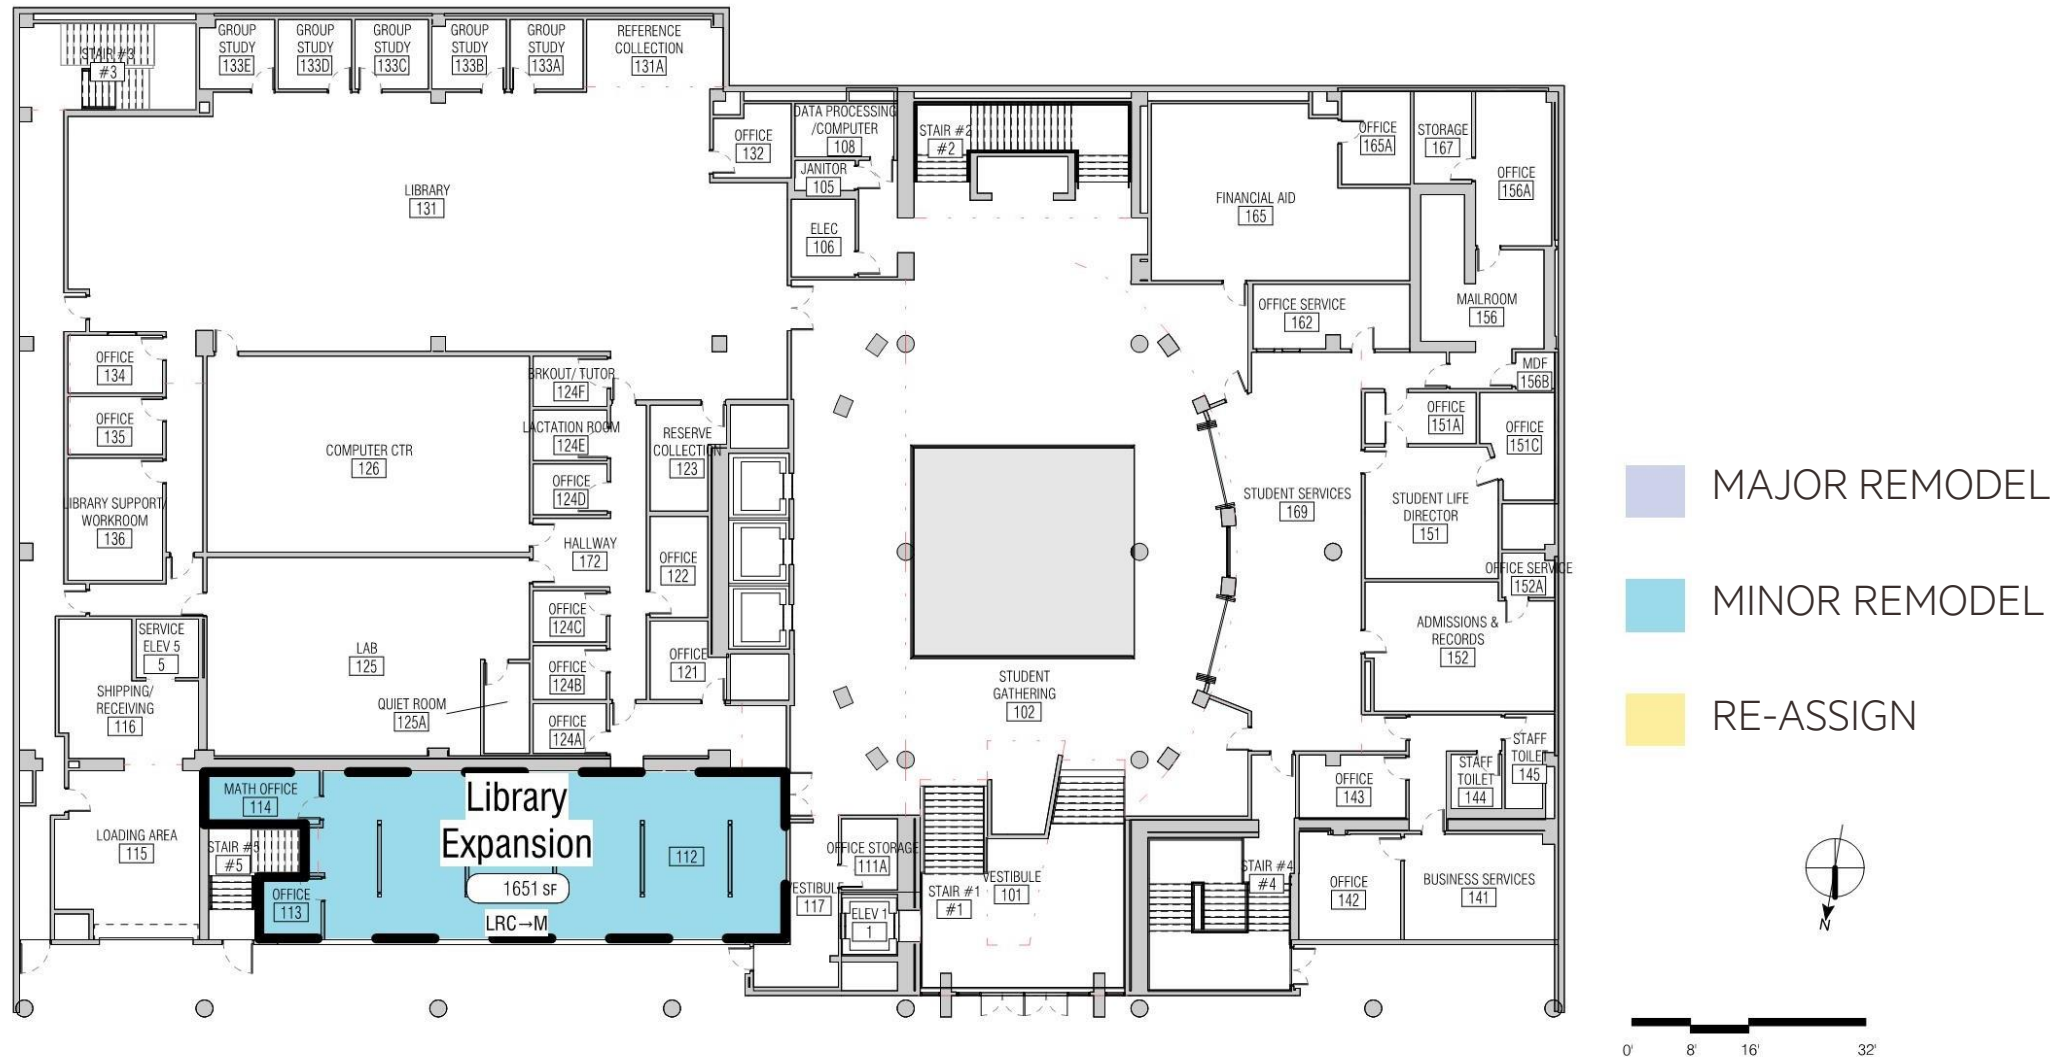 STAIR #3
#3
GROUP
STUDY
133E
GROUP
STUDY
133D
GROUP
STUDY
133C
GROUP
STUDY
133B
GROUP
STUDY
133A
REFERENCE
COLLECTION
131A
OFFICE
132
DATA PROCESSING
/COMPUTER
108
JANITOR
105
ELEC
106
STAIR #2
#2
LIBRARY
131
FINANCIAL AID
165
OFFICE
165A
STORAGE
167
OFFICE
156A
OFFICE SERVICE
162
MAILROOM
156
MDF
156B
OFFICE
134
OFFICE
135
LIBRARY SUPPORT/
WORKROOM
136
COMPUTER CTR
126
BRKOUT/ TUTOR
124F
LACTATION ROOM
124E
OFFICE
124D
RESERVE
COLLECTION
123
HALLWAY
172
OFFICE
122
OFFICE
124C
OFFICE
124B
OFFICE
124A
OFFICE
121
LAB
125
QUIET ROOM
125A
SERVICE
ELEV 5
5
SHIPPING/
RECEIVING
116
LOADING AREA
115
STUDENT SERVICES
169
OFFICE
151A
OFFICE
151C
STUDENT LIFE
DIRECTOR
151
OFFICE SERVICE
152A
ADMISSIONS &
RECORDS
152
STUDENT
GATHERING
102
MATH OFFICE
114
STAIR #5
#5
OFFICE
113
Library
Expansion
1651 SF
LRC→M
112
OFFICE STORAGE
111A
VESTIBULE
117
ELEV 1
1
STAIR #1
#1
VESTIBULE
101
STAIR #4
#4
OFFICE
143
STAFF
TOILET
144
STAFF
TOILET
145
OFFICE
142
BUSINESS SERVICES
141
MAJOR REMODEL
MINOR REMODEL
RE-ASSIGN
N
0' 8' 16' 32'